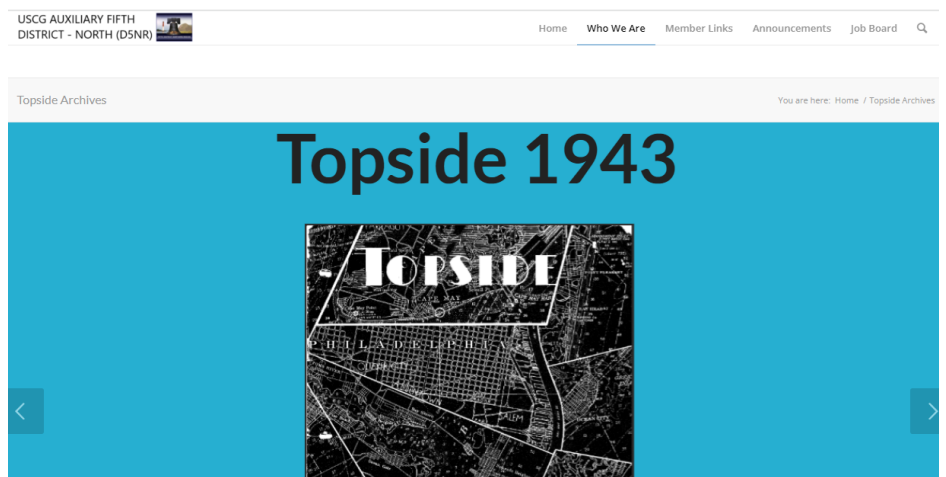 USCG AUXILIARY FIFTH
DISTRICT - NORTH (D5NR)
Home Who We Are Member Links Announcements Job Board
Topside Archives
You are here: Home / Topside Archives
Topside 1943
TOPSIDE
CAPE MAY
PHILADELPHIA
SALEM